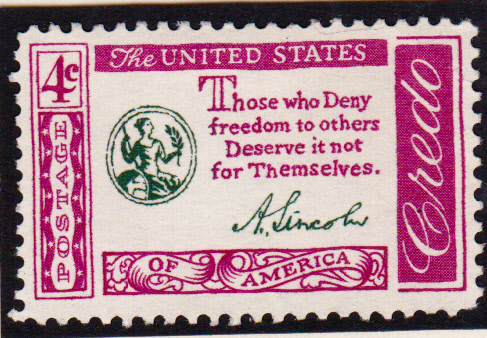 4c
POSTAGE
The UNITED STATES
Those who Deny
freedom to others
Deserve it not
for Themselves.
A. Lincoln
OF AMERICA
Credo